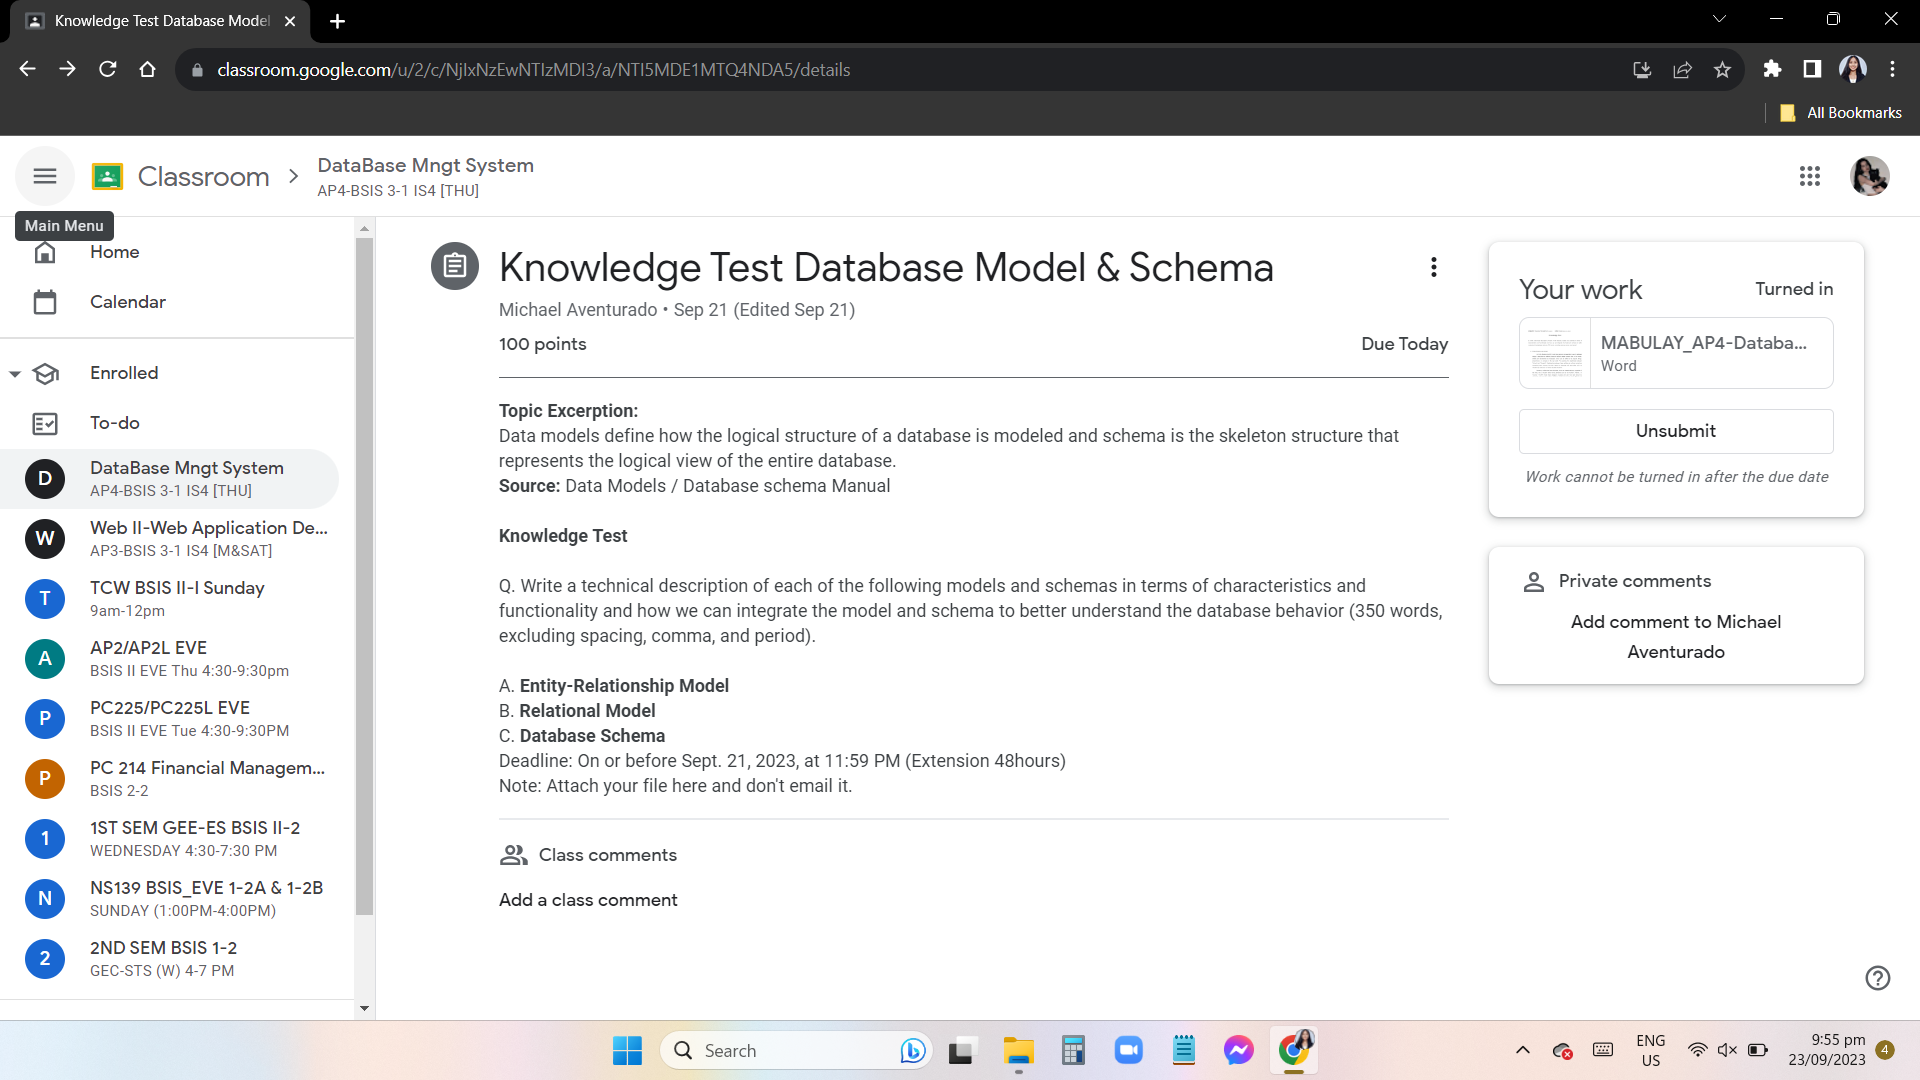 Knowledge Test Database Model
classroom.google.com/u/2/c/NjIxNzEwNTIzMDI3/a/NTI5MDE1MTQ4NDA5/details
All Bookmarks
Classroom
DataBase Mngt System
AP4-BSIS 3-1 IS4 [THU]
Main Menu
Home
Calendar
Enrolled
To-do
D
DataBase Mngt System
AP4-BSIS 3-1 IS4 [THU]
W
Web II-Web Application De...
AP3-BSIS 3-1 IS4 [M&SAT]
T
TCW BSIS II-I Sunday
9am-12pm
A
AP2/AP2L EVE
BSIS II EVE Thu 4:30-9:30pm
P
PC225/PC225L EVE
BSIS II EVE Tue 4:30-9:30PM
P
PC 214 Financial Managem...
BSIS 2-2
1
1ST SEM GEE-ES BSIS II-2
WEDNESDAY 4:30-7:30 PM
N
NS139 BSIS_EVE 1-2A & 1-2B
SUNDAY (1:00PM-4:00PM)
2
2ND SEM BSIS 1-2
GEC-STS (W) 4-7 PM
Knowledge Test Database Model & Schema
Michael Aventurado • Sep 21 (Edited Sep 21)
100 points
Due Today
Topic Excerption:
Data models define how the logical structure of a database is modeled and schema is the skeleton structure that
represents the logical view of the entire database.
Source: Data Models / Database schema Manual
Knowledge Test
Q. Write a technical description of each of the following models and schemas in terms of characteristics and
functionality and how we can integrate the model and schema to better understand the database behavior (350 words,
excluding spacing, comma, and period).
A. Entity-Relationship Model
B. Relational Model
C. Database Schema
Deadline: On or before Sept. 21, 2023, at 11:59 PM (Extension 48hours)
Note: Attach your file here and don't email it.
Class comments
Add a class comment
Your work
Turned in
MABULAY_AP4-Databa...
Word
Unsubmit
Work cannot be turned in after the due date
Private comments
Add comment to Michael
Aventurado
Search
ENG
US
9:55 pm
23/09/2023
4